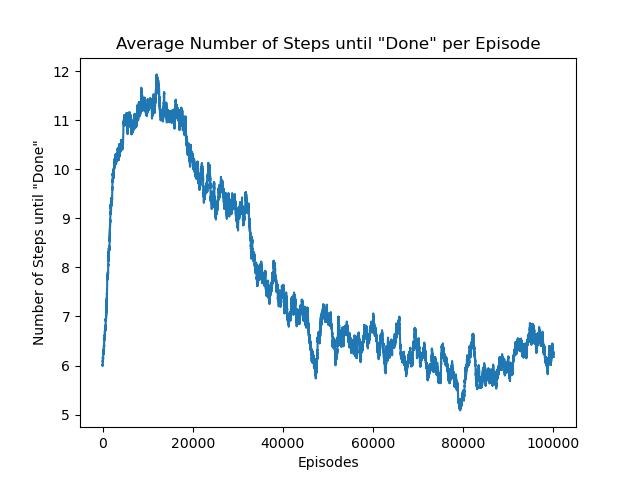 Average Number of Steps until "Done" per Episode
Number of Steps until "Done"
12
11
10
9
8
7
6
5
0 20000 40000 60000 80000 100000
Episodes